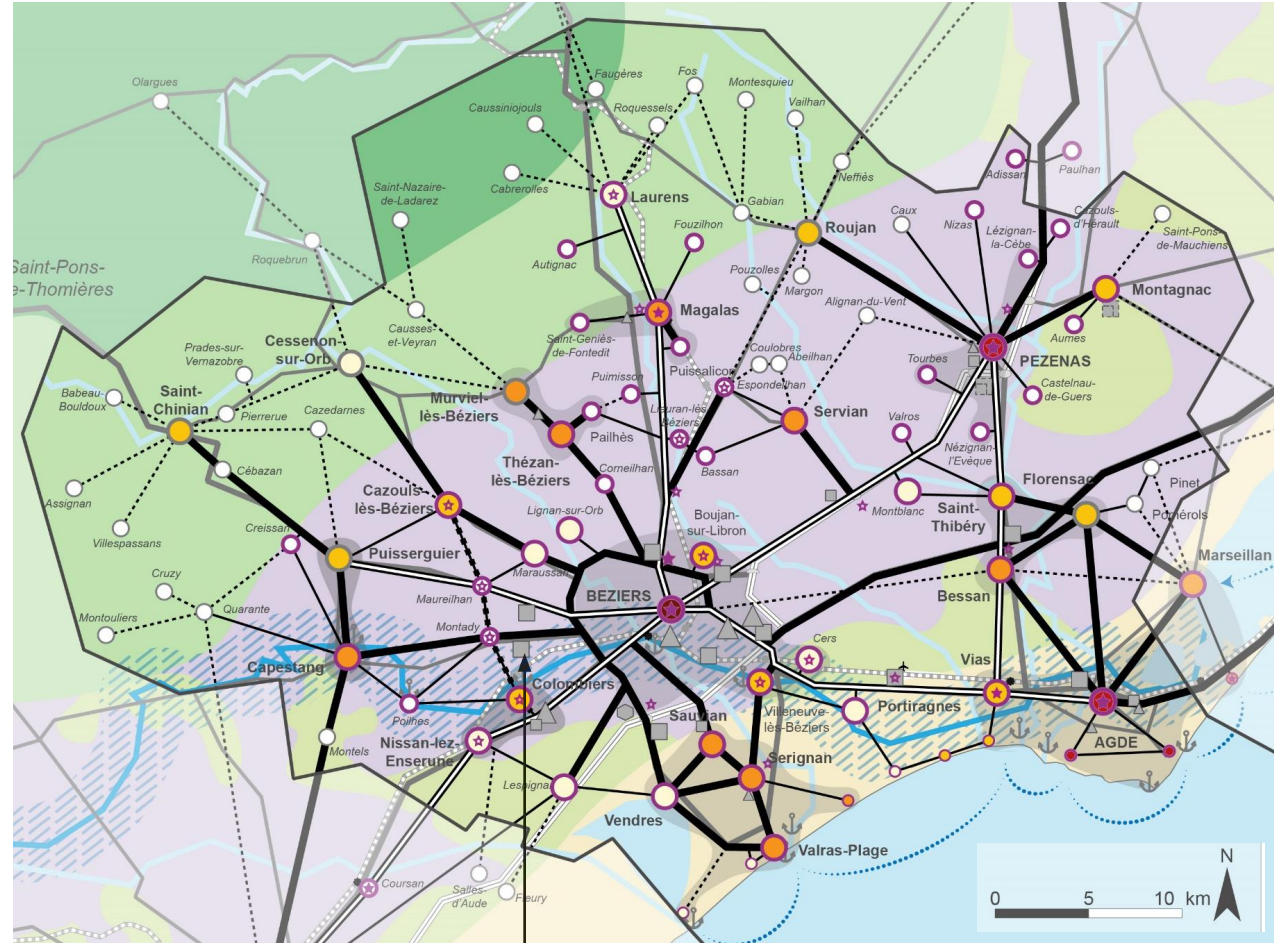 Faugères
Fos
Montesquieu
Olargues
Caussiniojouls
Roquessels
Vailhan
Neffiès
Adissan
Paulhan
Saint-Nazaire-
de-Ladarez
Cabrerolles
Laurens
Gabian
Caux
Nizas
Cazouls-
d'Hérault
Lézignan-
la-Cèbe
Saint-Pons-
de-Mauchiens
Fouzilhon
Roujan
Roquebrun
Autignac
Saint-Pons-
e-Thomières
Pouzolles
Margon
Montagnac
Causses-
et-Veyran
Magalas
Alignan-du-Vent
Saint-Geniès-
de-Fontedit
Aumes
Cessenon-
sur-Orb
Prades-sur-
Vernazobre
Coulobres
Abeilhan
Tourbes
PEZENAS
Puissalicon
Puimisson
Espondeilhan
Castelnau-
de-Guers
Babeau-
Bouldoux
Saint-
Chinian
Pierrerue
Cazedarnes
Murviel-
lès-Béziers
Lieuran-lès-
Béziers
Servian
Valros
Pailhès
Nézignan-
l'Evèque
Cébazan
Thézan-
lès-Béziers
Corneilhan
Bassan
Assignan
Cazouls-
lès-Béziers
Florensac
Pinet
Villespassans
Lignan-sur-Orb
Boujan-
sur-Libron
Montblanc
Saint-
Thibéry
Pomérols
Creissan
Puisserguier
Maraussan
Marseillan
Cruzy
Maureilhan
BEZIERS
Bessan
Quarante
Montouliers
Montady
Cers
Capestang
Vias
Colombiers
Poilhes
Villeneuve-
lès-Béziers
Portiragnes
Sauvian
AGDE
Montels
Nissan-lez-
Enserune
Serignan
Lespignan
Vendres
Valras-Plage
Coursan
Salles-
d'Aude
Fleury
N
0 5 10 km